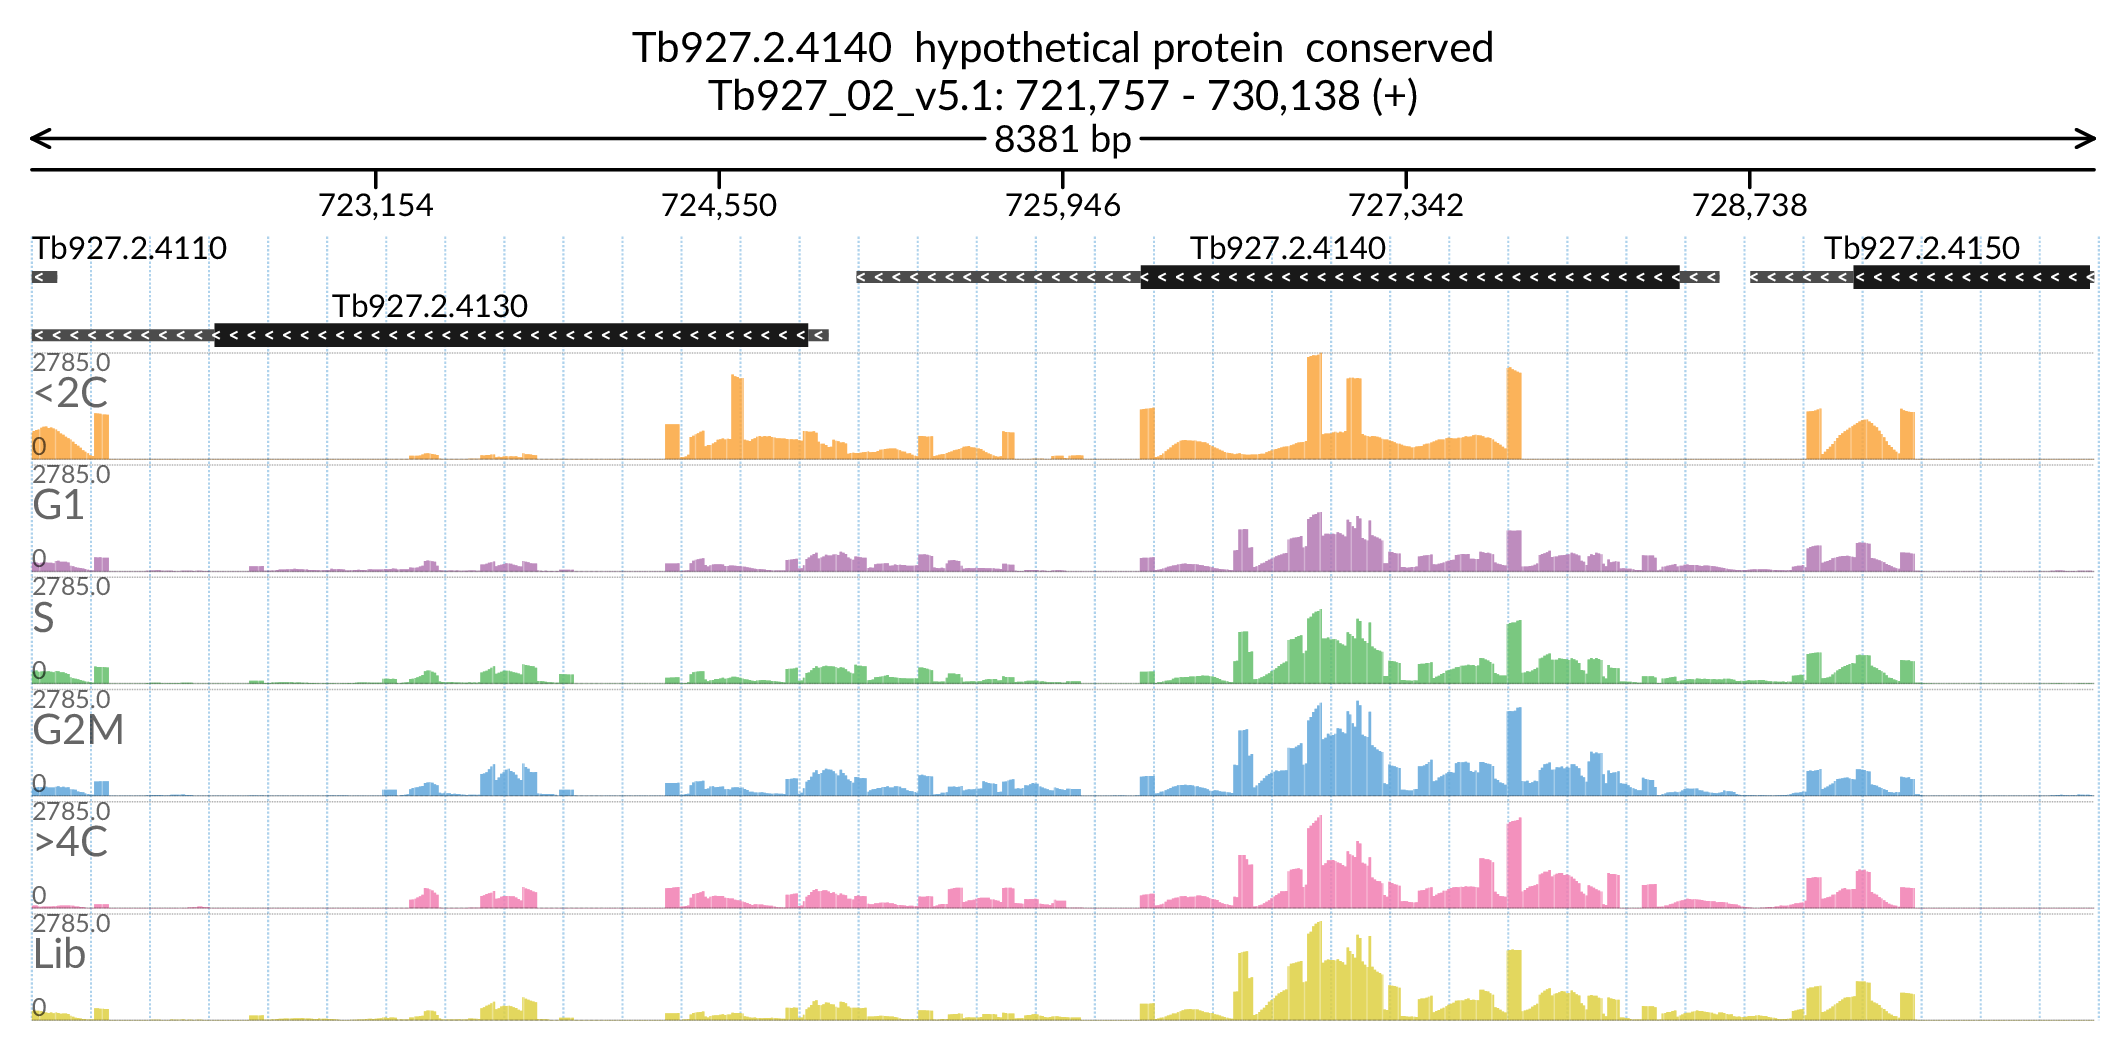 Tb927.2.4140  hypothetical protein  conserved
Tb927_02_v5.1: 721,757 - 730,138 (+)
8381 bp
723,154 724,550 725,946 727,342 728,738
Tb927.2.4110 Tb927.2.4140 Tb927.2.4150
Tb927.2.4130
2785.0
<2C
0
2785.0
G1
0
2785.0
S
0
2785.0
G2M
0
2785.0
>4C
0
2785.0
Lib
0